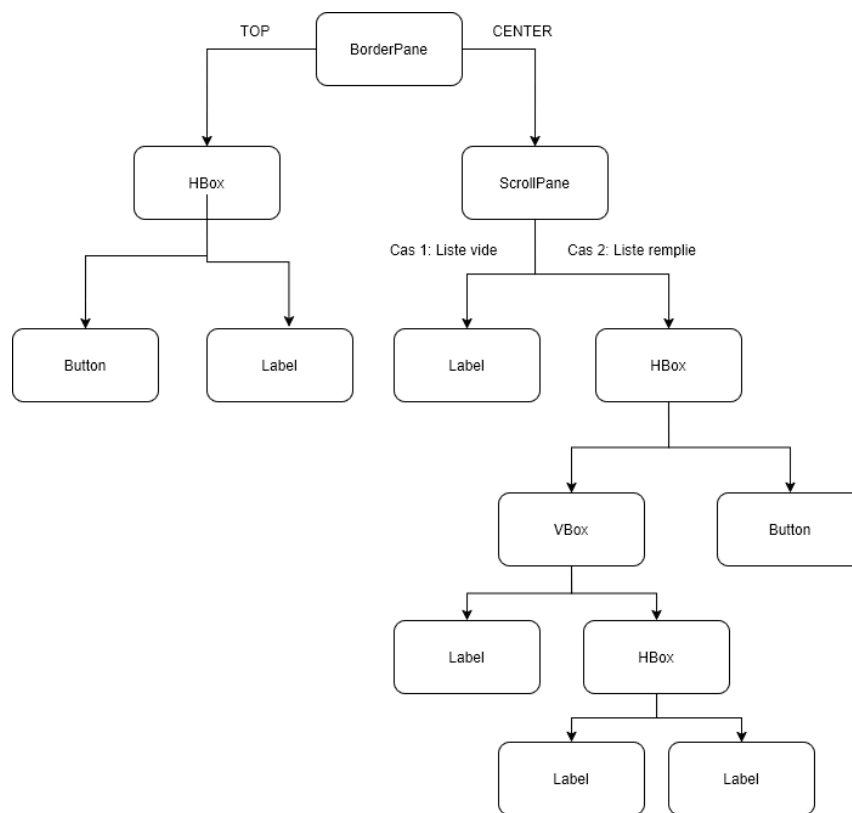 TOP
BorderPane
CENTER
HBox
ScrollPane
Cas 1: Liste vide
Cas 2: Liste remplie
Button
Label
Label
HBox
VBox
Button
Label
HBox
Label
Label